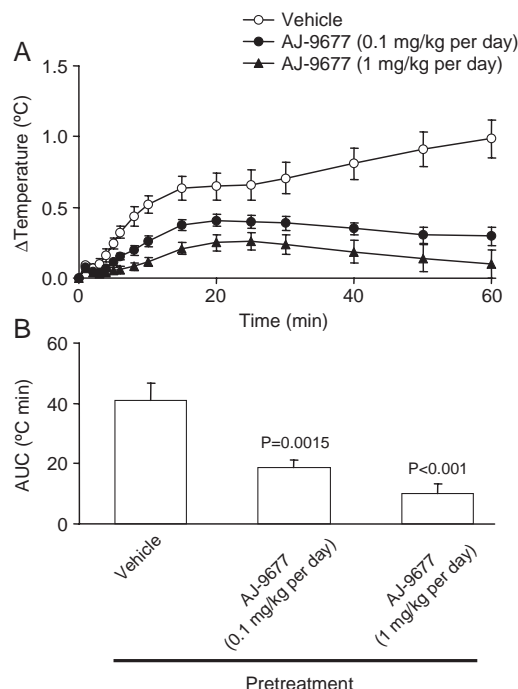 Vehicle
AJ-9677 (0.1 mg/kg per day)
AJ-9677 (1 mg/kg per day)
A
1.5
1.0
0.5
0.0
ΔTemperature (ºC)
0
20
40
60
Time (min)
B
60
40
20
0
AUC (ºC min)
P=0.0015
P<0.001
Vehicle
AJ-9677
(0.1 mg/kg per day)
AJ-9677
(1 mg/kg per day)
Pretreatment